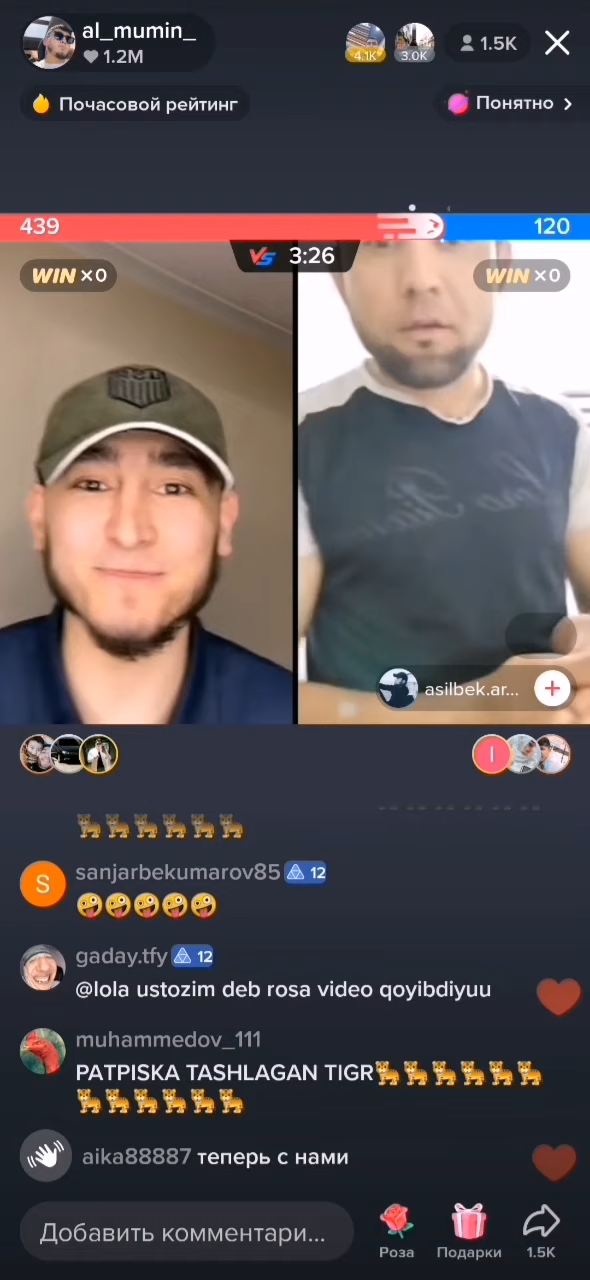 al_mumin_
1.2M
4.1K
3.0K
1.5K
Почасовой рейтинг
Понятно
439
120
VS 3:26
WIN ×0
WIN ×0
asilbek.ar...
sanjarbekumarov85 12
🤪🤪🤪🤪🤪
gaday.tfy 12
@lola ustozim deb rosa video qoyibdiyuu
muhammedov_111
PATPISKA TASHLAGAN TIGR🐅🐅🐅🐅🐅🐅
🐅🐅🐅🐅🐅🐅
aika88887 теперь с нами
Добавить комментари...
Роза
Подарки
1.5K